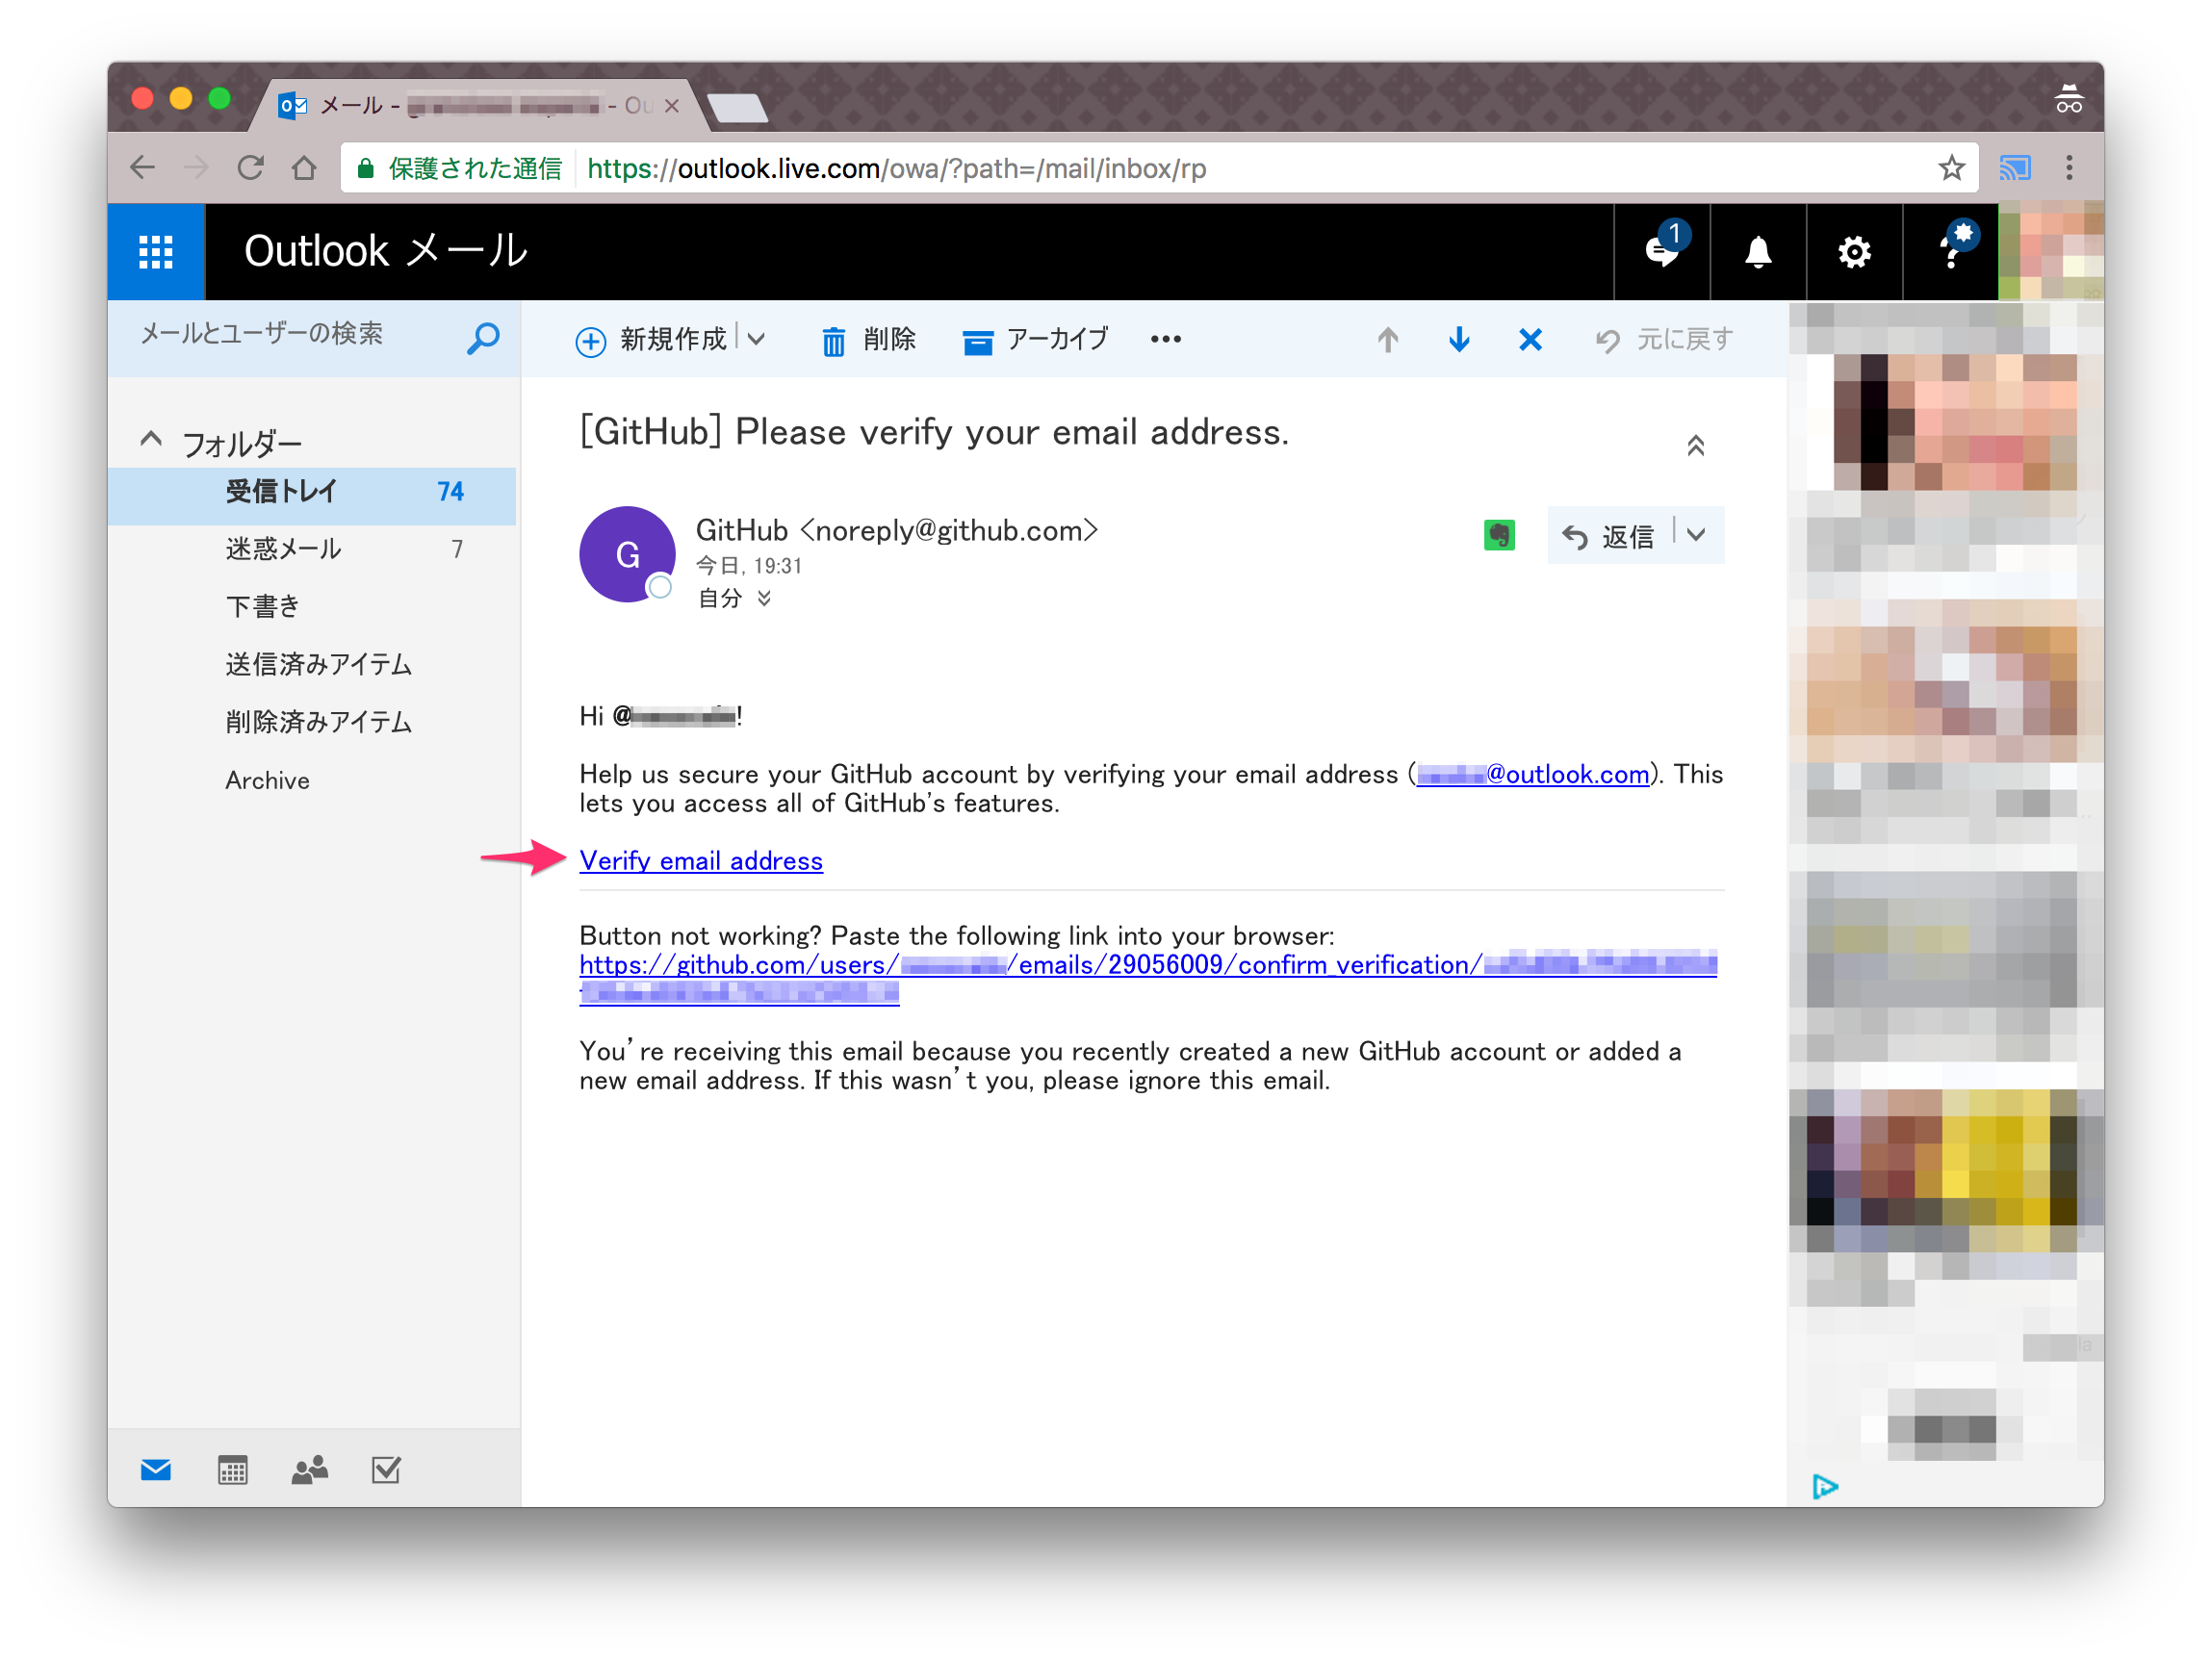 メール - - Ou
保護された通信 https://outlook.live.com/owa/?path=/mail/inbox/rp
Outlook メール
1
メールとユーザーの検索
新規作成 削除 アーカイブ ••• 元に戻す
フォルダー
受信トレイ 74
迷惑メール 7
下書き
送信済みアイテム
削除済みアイテム
Archive
[GitHub] Please verify your email address.
G
GitHub <noreply@github.com>
今日, 19:31
自分
返信
Hi @!
Help us secure your GitHub account by verifying your email address (@outlook.com). This
lets you access all of GitHub's features.
Verify email address
Button not working? Paste the following link into your browser:
https://github.com/users//emails/29056009/confirm_verification/
You're receiving this email because you recently created a new GitHub account or added a
new email address. If this wasn't you, please ignore this email.